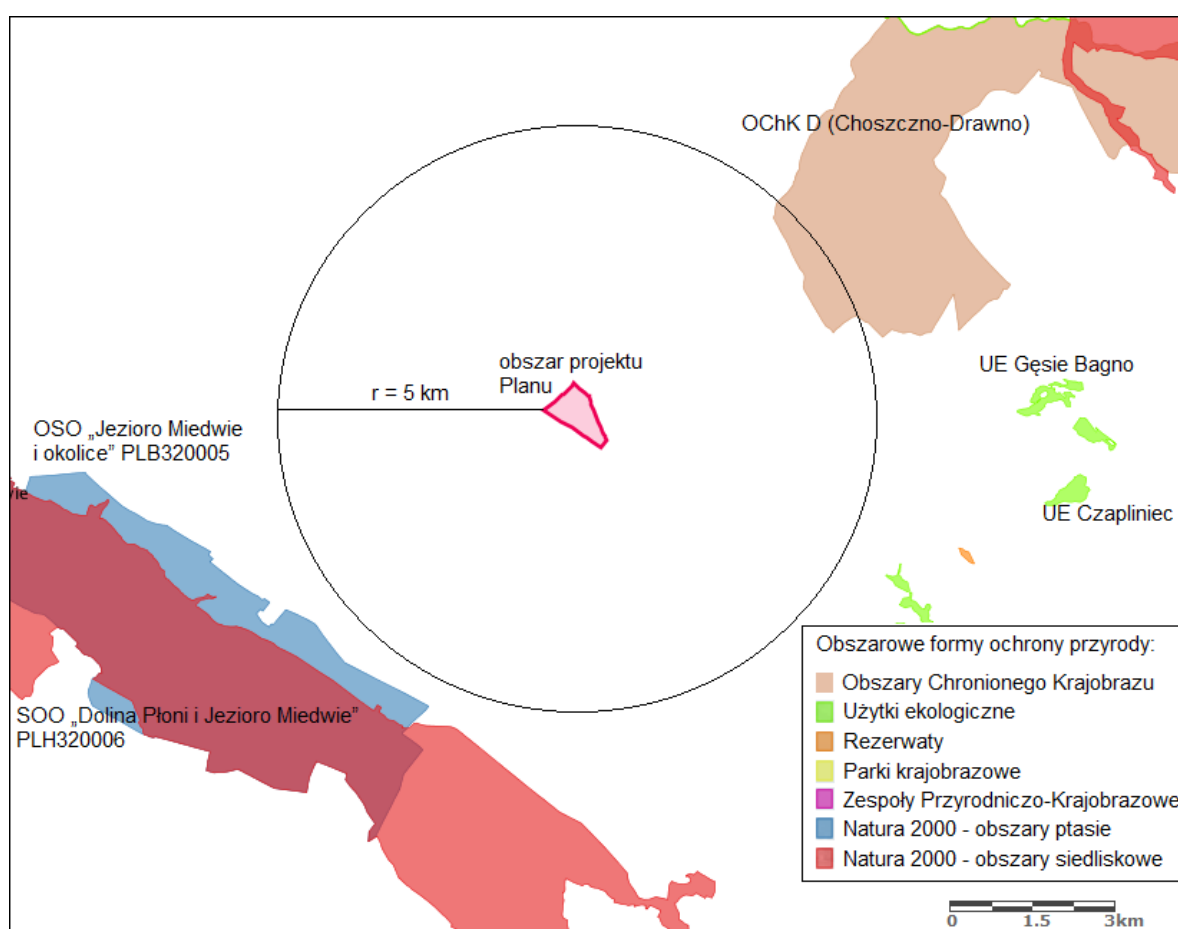 OChK D (Choszczno-Drawno)
obszar projektu
Planu
r = 5 km
UE Gęsie Bagno
OSO „Jezioro Miedwie
i okolice” PLB320005
wie
UE Czapliniec
SOO „Dolina Płoni i Jezioro Miedwie”
PLH320006
Obszarowe formy ochrony przyrody:
Obszary Chronionego Krajobrazu
Użytki ekologiczne
Rezerwaty
Parki krajobrazowe
Zespoły Przyrodniczo-Krajobrazowe
Natura 2000 - obszary ptasie
Natura 2000 - obszary siedliskowe
0 1.5 3km